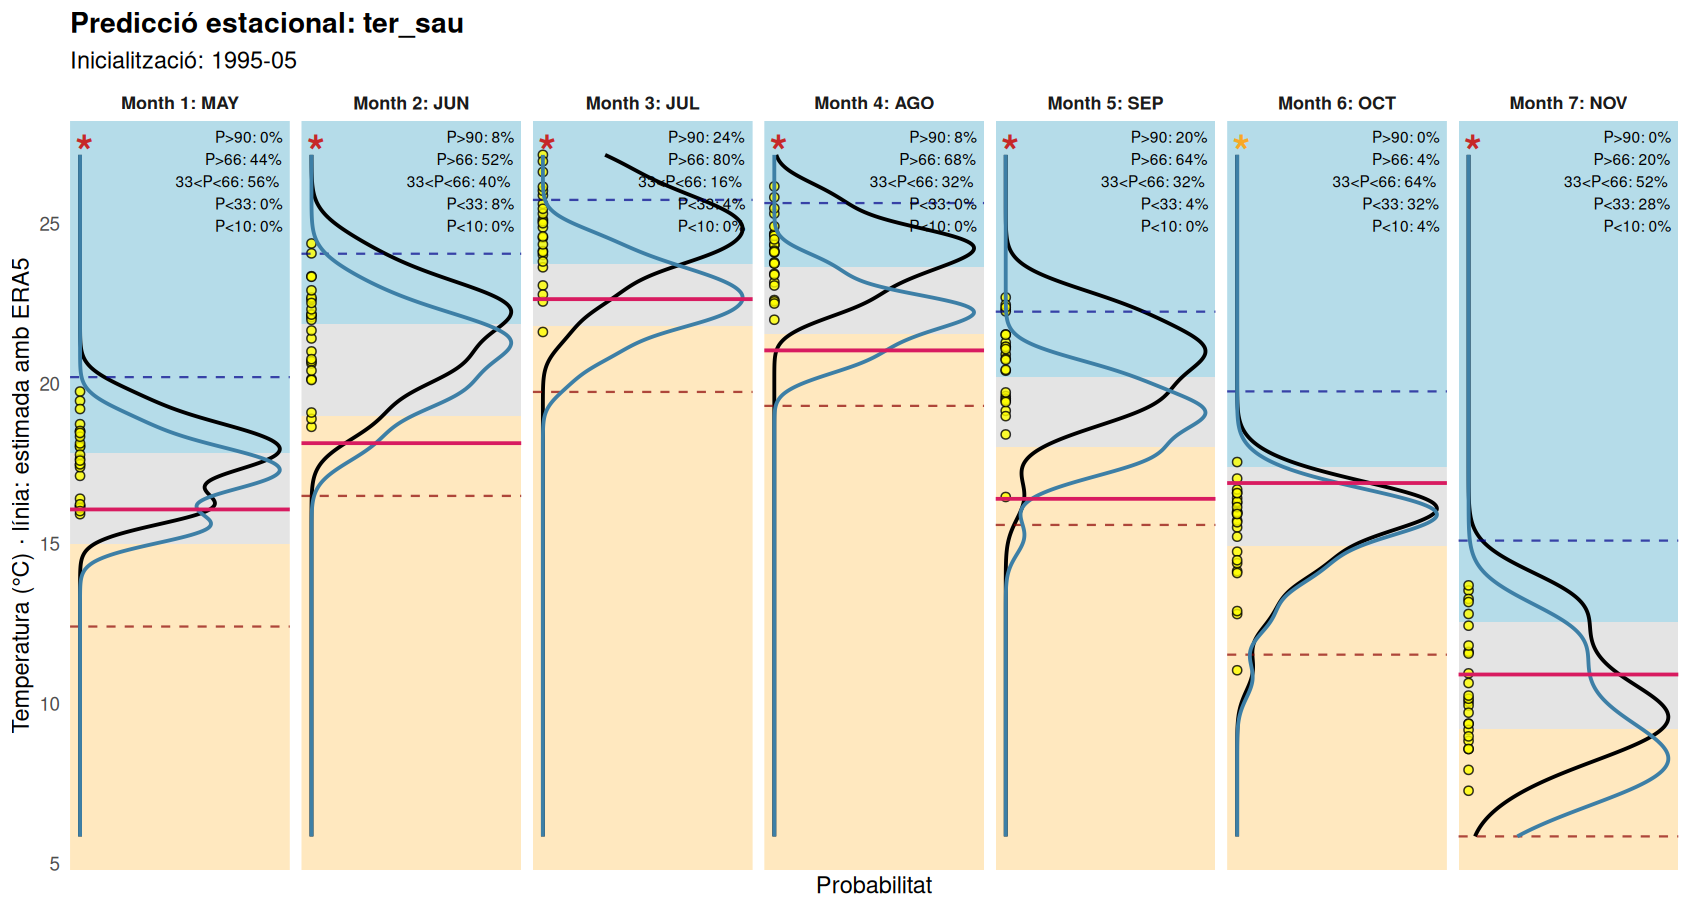 Predicció estacional: ter_sau
Inicialització: 1995-05
Month 1: MAY
Month 2: JUN
Month 3: JUL
Month 4: AGO
Month 5: SEP
Month 6: OCT
Month 7: NOV
*
P>90: 0%
P>66: 44%
33<P<66: 56%
P<33: 0%
P<10: 0%
*
P>90: 8%
P>66: 52%
33<P<66: 40%
P<33: 8%
P<10: 0%
*
P>90: 24%
P>66: 80%
33<P<66: 16%
P<33: 4%
P<10: 0%
*
P>90: 8%
P>66: 68%
33<P<66: 32%
P<33: 0%
P<10: 0%
*
P>90: 20%
P>66: 64%
33<P<66: 32%
P<33: 4%
P<10: 0%
*
P>90: 0%
P>66: 4%
33<P<66: 64%
P<33: 32%
P<10: 4%
*
P>90: 0%
P>66: 20%
33<P<66: 52%
P<33: 28%
P<10: 0%
25
20
15
10
5
Temperatura (°C) · línia: estimada amb ERA5
Probabilitat